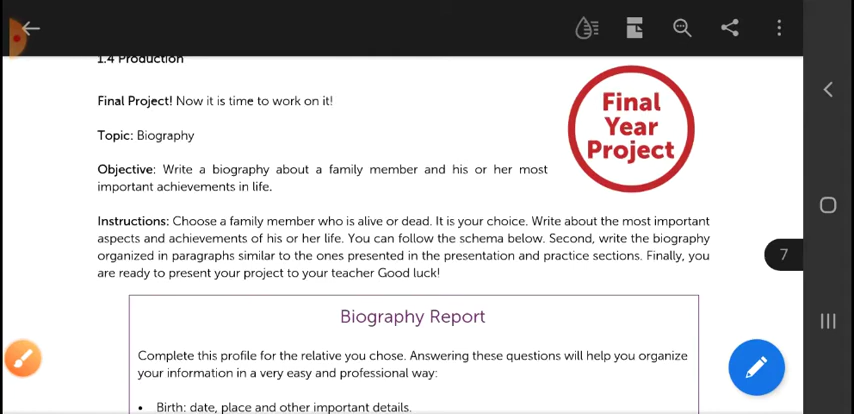 1.4 Production
Final Project! Now it is time to work on it!
Final
Year
Project
Topic: Biography
Objective: Write a biography about a family member and his or her most
important achievements in life.
Instructions: Choose a family member who is alive or dead. It is your choice. Write about the most important
aspects and achievements of his or her life. You can follow the schema below. Second, write the biography
organized in paragraphs similar to the ones presented in the presentation and practice sections. Finally, you
are ready to present your project to your teacher Good luck!
7
Biography Report
Complete this profile for the relative you chose. Answering these questions will help you organize
your information in a very easy and professional way:
• Birth: date, place and other important details.